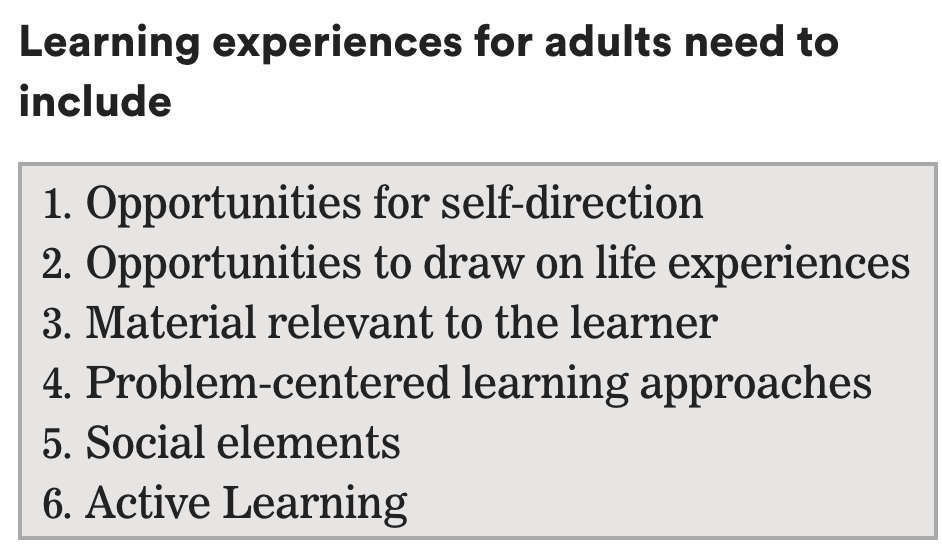 Learning experiences for adults need to
include
1. Opportunities for self-direction
2. Opportunities to draw on life experiences
3. Material relevant to the learner
4. Problem-centered learning approaches
5. Social elements
6. Active Learning